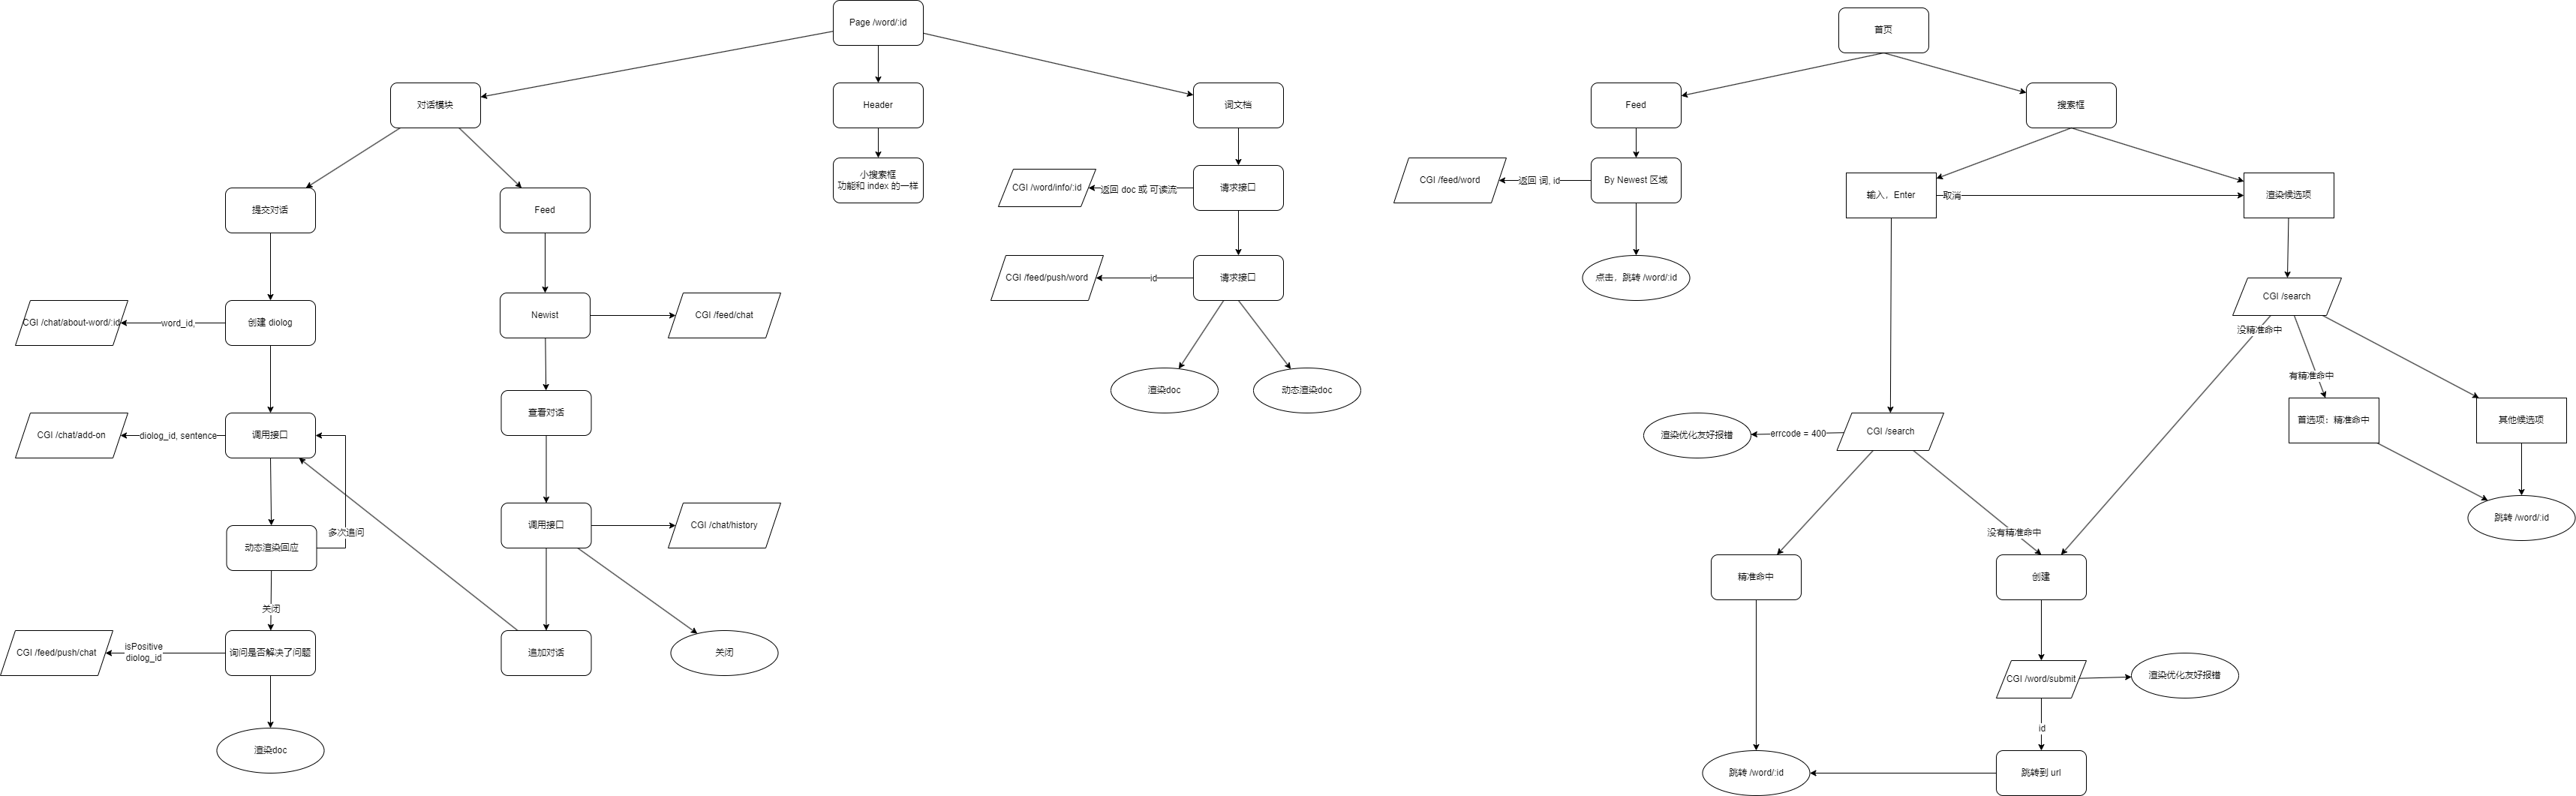 Page /word/:id
对话模块
Header
词文档
提交对话
Feed
小搜索框
功能和 index 的一样
请求接口
返回 doc 或 可读流
CGI /word/info/:id
请求接口
id
CGI /feed/push/word
渲染doc
动态渲染doc
创建 diolog
word_id,
CGI /chat/about-word/:id
Newist
CGI /feed/chat
查看对话
调用接口
diolog_id, sentence
CGI /chat/add-on
调用接口
CGI /chat/history
动态渲染回应
多次追问
关闭
询问是否解决了问题
isPositive
diolog_id
CGI /feed/push/chat
追加对话
关闭
渲染doc
首页
Feed
搜索框
By Newest 区域
返回 词, id
CGI /feed/word
点击，跳转 /word/:id
输入，Enter
取消
渲染候选项
CGI /search
没精准命中
有精准命中
首选项：精准命中
其他候选项
跳转 /word/:id
CGI /search
errcode = 400
渲染优化友好报错
没有精准命中
精准命中
创建
CGI /word/submit
渲染优化友好报错
id
跳转到 url
跳转 /word/:id